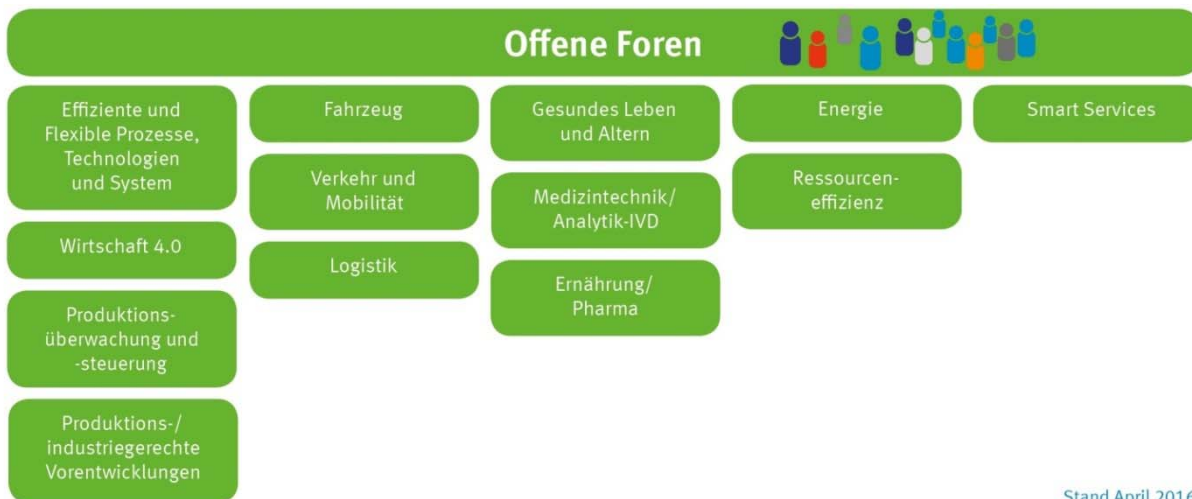 Offene Foren
Effiziente und
Flexible Prozesse,
Technologien
und System
Wirtschaft 4.0
Produktions-
überwachung und
-steuerung
Produktions-/
industriegerechte
Vorentwicklungen
Fahrzeug
Verkehr und
Mobilität
Logistik
Gesundes Leben
und Altern
Medizintechnik/
Analytik-IVD
Ernährung/
Pharma
Energie
Ressourcen-
effizienz
Smart Services
Stand April 2016